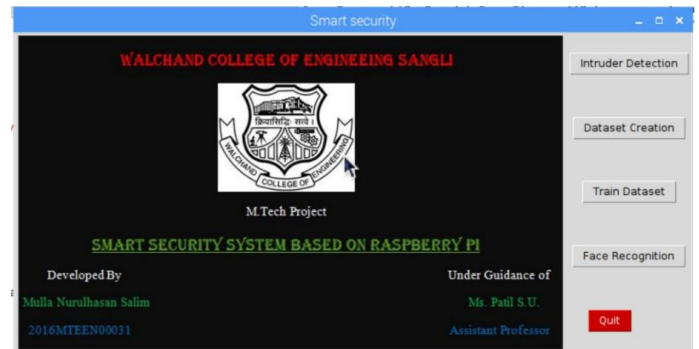 Smart security
WALCHAND COLLEGE OF ENGINEEING SANGLI
क्रियासिद्धिः सत्वे ।
WALCHAND COLLEGE OF ENGINEERING
M.Tech Project
SMART SECURITY SYSTEM BASED ON RASPBERRY PI
Developed By
Under Guidance of
Mulla Nurulhasan Salim
Ms. Patil S.U.
2016MTEEN00031
Assistant Professor
Intruder Detection
Dataset Creation
Train Dataset
Face Recognition
Quit